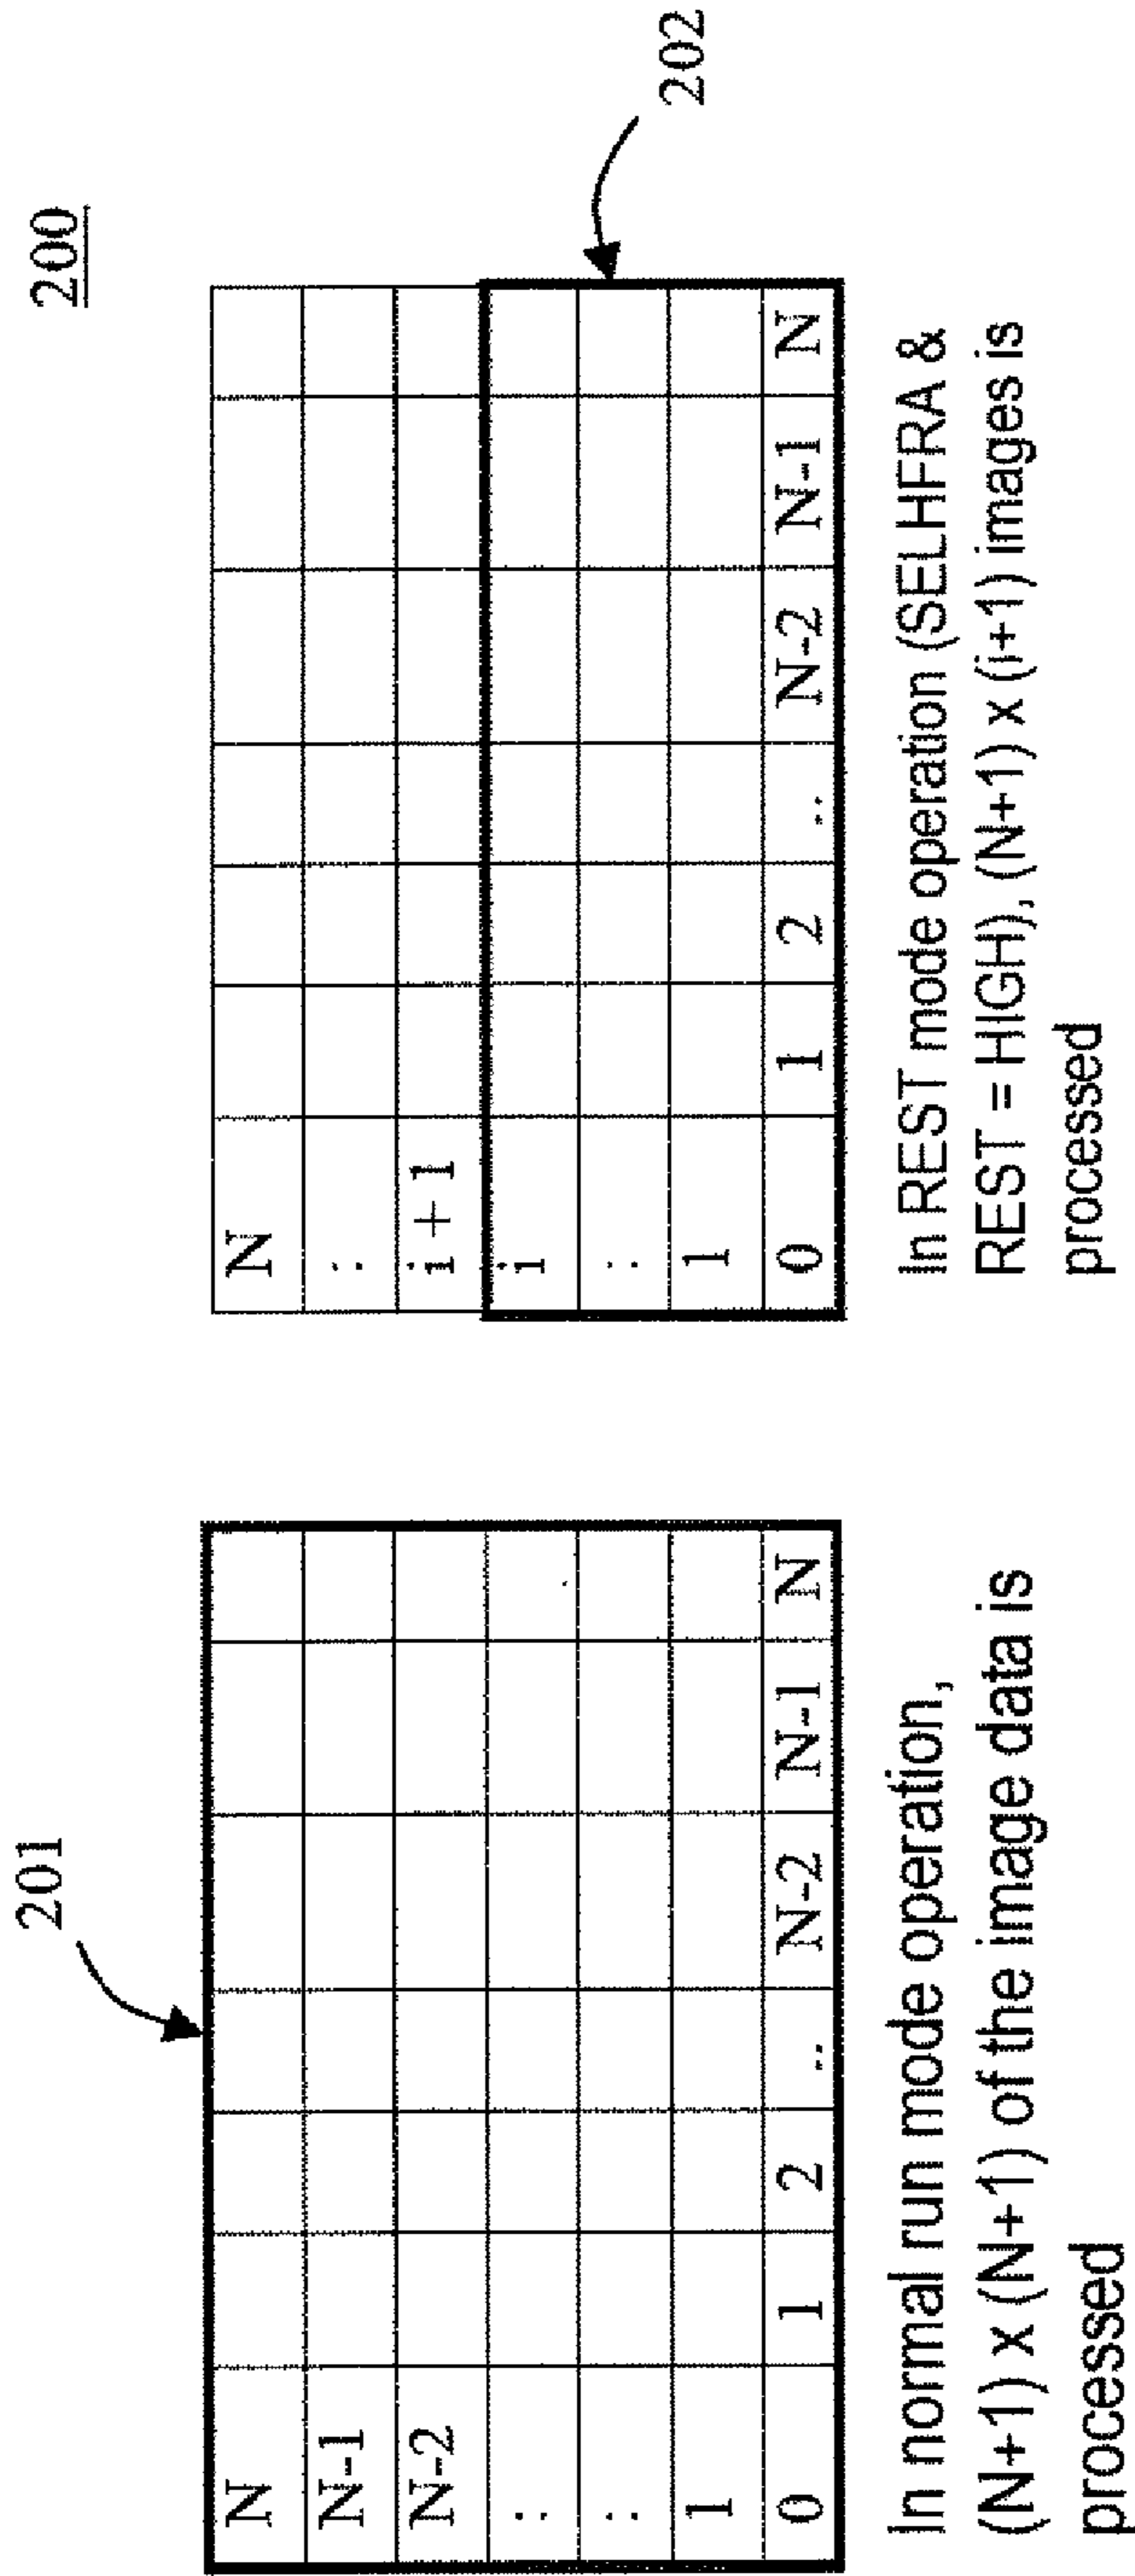 200
201
N
N-1
N-2
:
:
1
0 1 2 .. N-2 N-1 N
In normal run mode operation,
(N+1) x (N+1) of the image data is
processed
202
N
:
i+1
i
:
1
0 1 2 .. N-2 N-1 N
In REST mode operation (SELHFRA &
REST = HIGH), (N+1) x (i+1) images is
processed